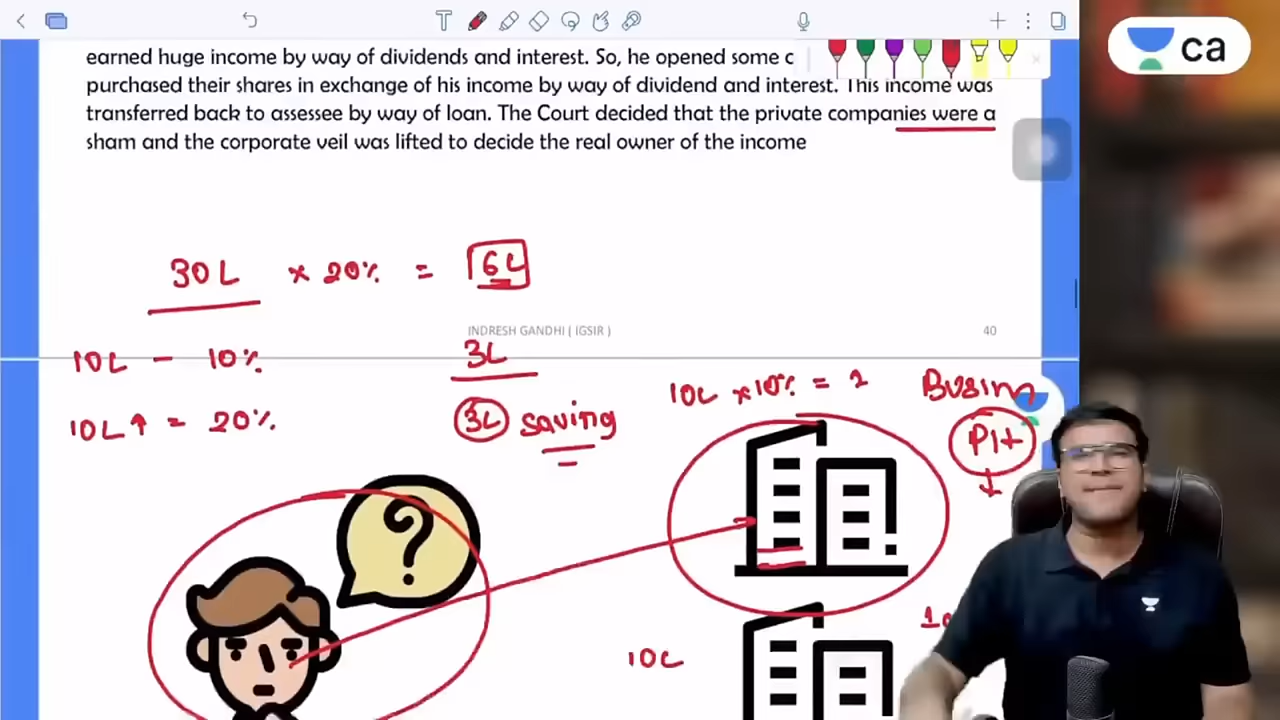 T
ca
earned huge income by way of dividends and interest. So, he opened some c
purchased their shares in exchange of his income by way of dividend and interest. This income was
transferred back to assessee by way of loan. The Court decided that the private companies were a
sham and the corporate veil was lifted to decide the real owner of the income
30L × 20% = 6L
INDRESH GANDHI ( IGSIR )
40
10L - 10%
3L
10L × 10% = 1
10L ↑ = 20%
3L saving
?
10L